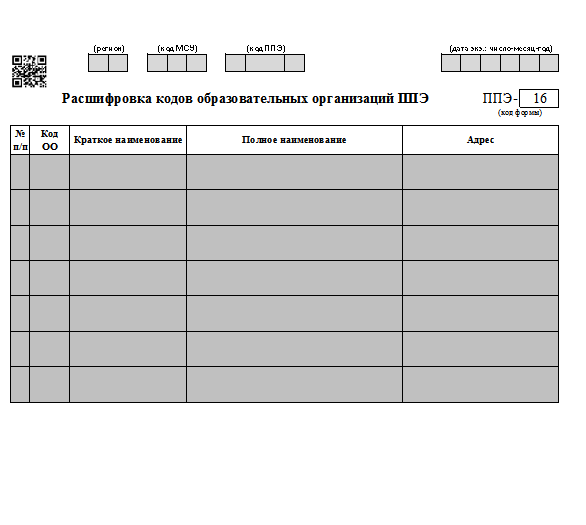 (регион) (код МСУ) (код ППЭ) (дата экз.: число-месяц-год)
Расшифровка кодов образовательных организаций ППЭ ППЭ- 16
(код формы)
№ п/п Код ОО Краткое наименование Полное наименование Адрес